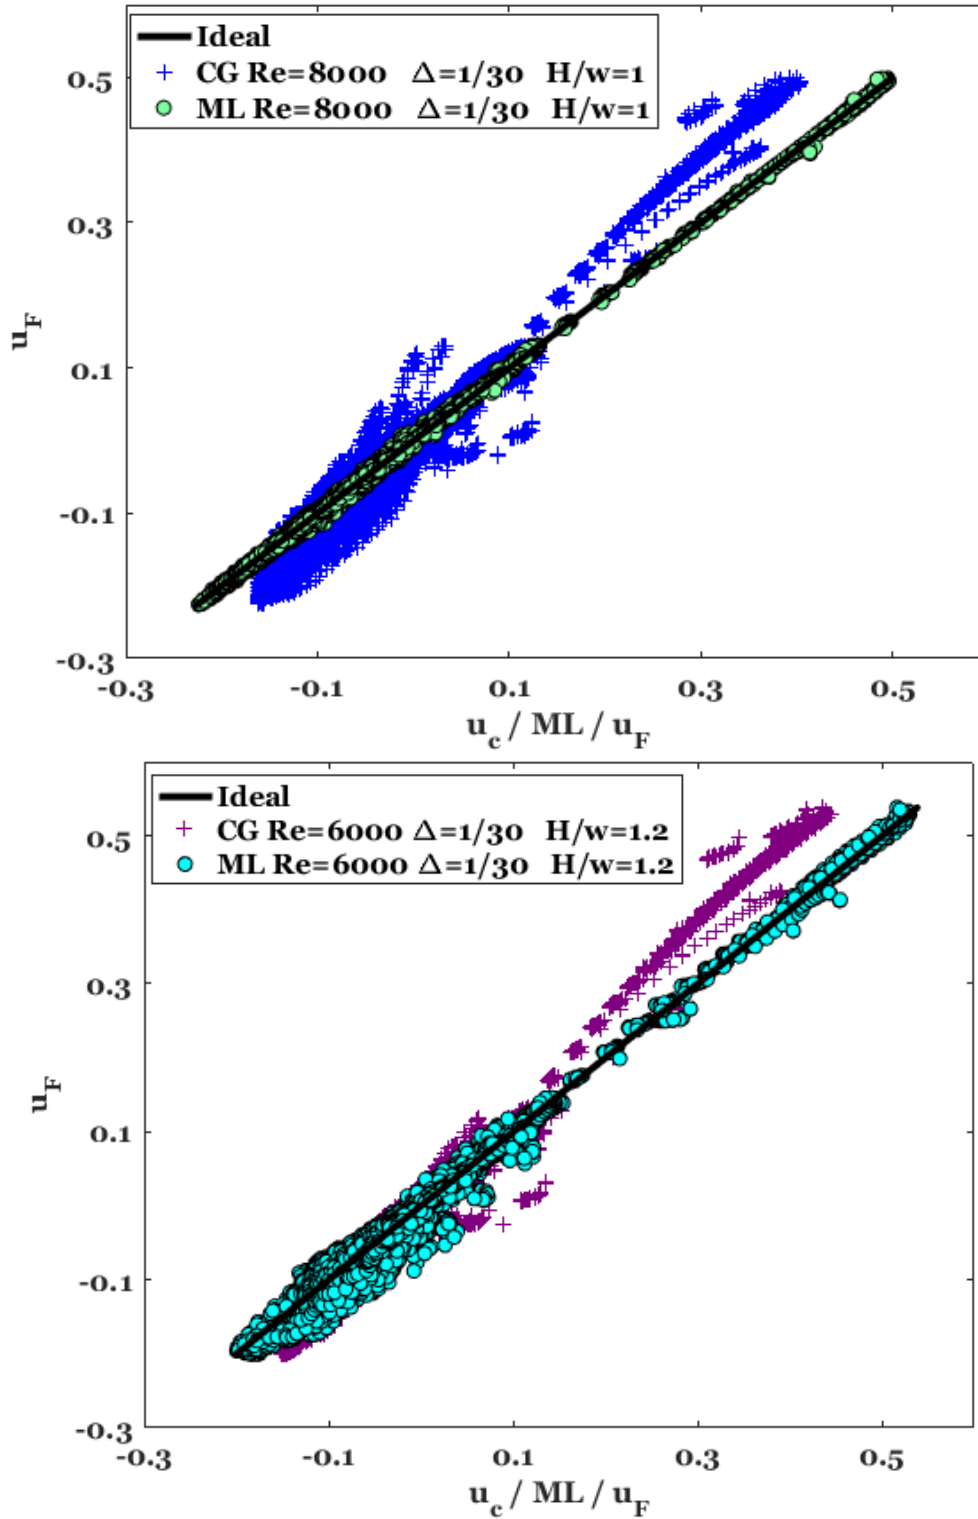 Ideal
CG Re=8000 Δ=1/30 H/w=1
ML Re=8000 Δ=1/30 H/w=1
0.5
0.3
0.1
-0.1
-0.3
u_F
-0.3 -0.1 0.1 0.3 0.5
u_c / ML / u_F
Ideal
CG Re=6000 Δ=1/30 H/w=1.2
ML Re=6000 Δ=1/30 H/w=1.2
0.5
0.3
0.1
-0.1
-0.3
u_F
-0.3 -0.1 0.1 0.3 0.5
u_c / ML / u_F